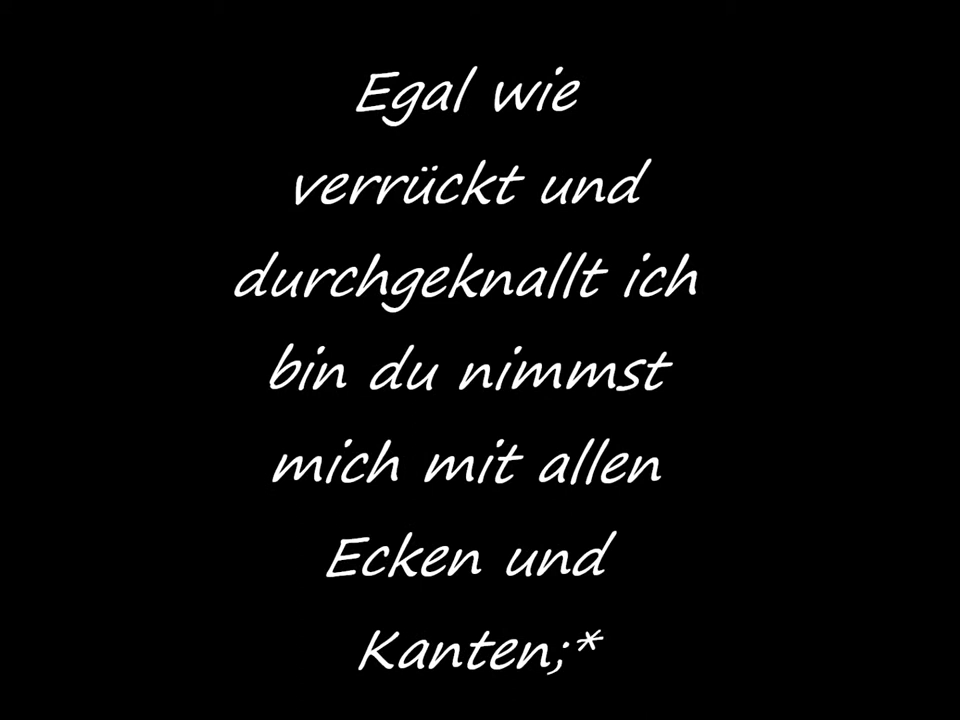 Egal wie
verrückt und
durchgeknallt ich
bin du nimmst
mich mit allen
Ecken und
Kanten;*